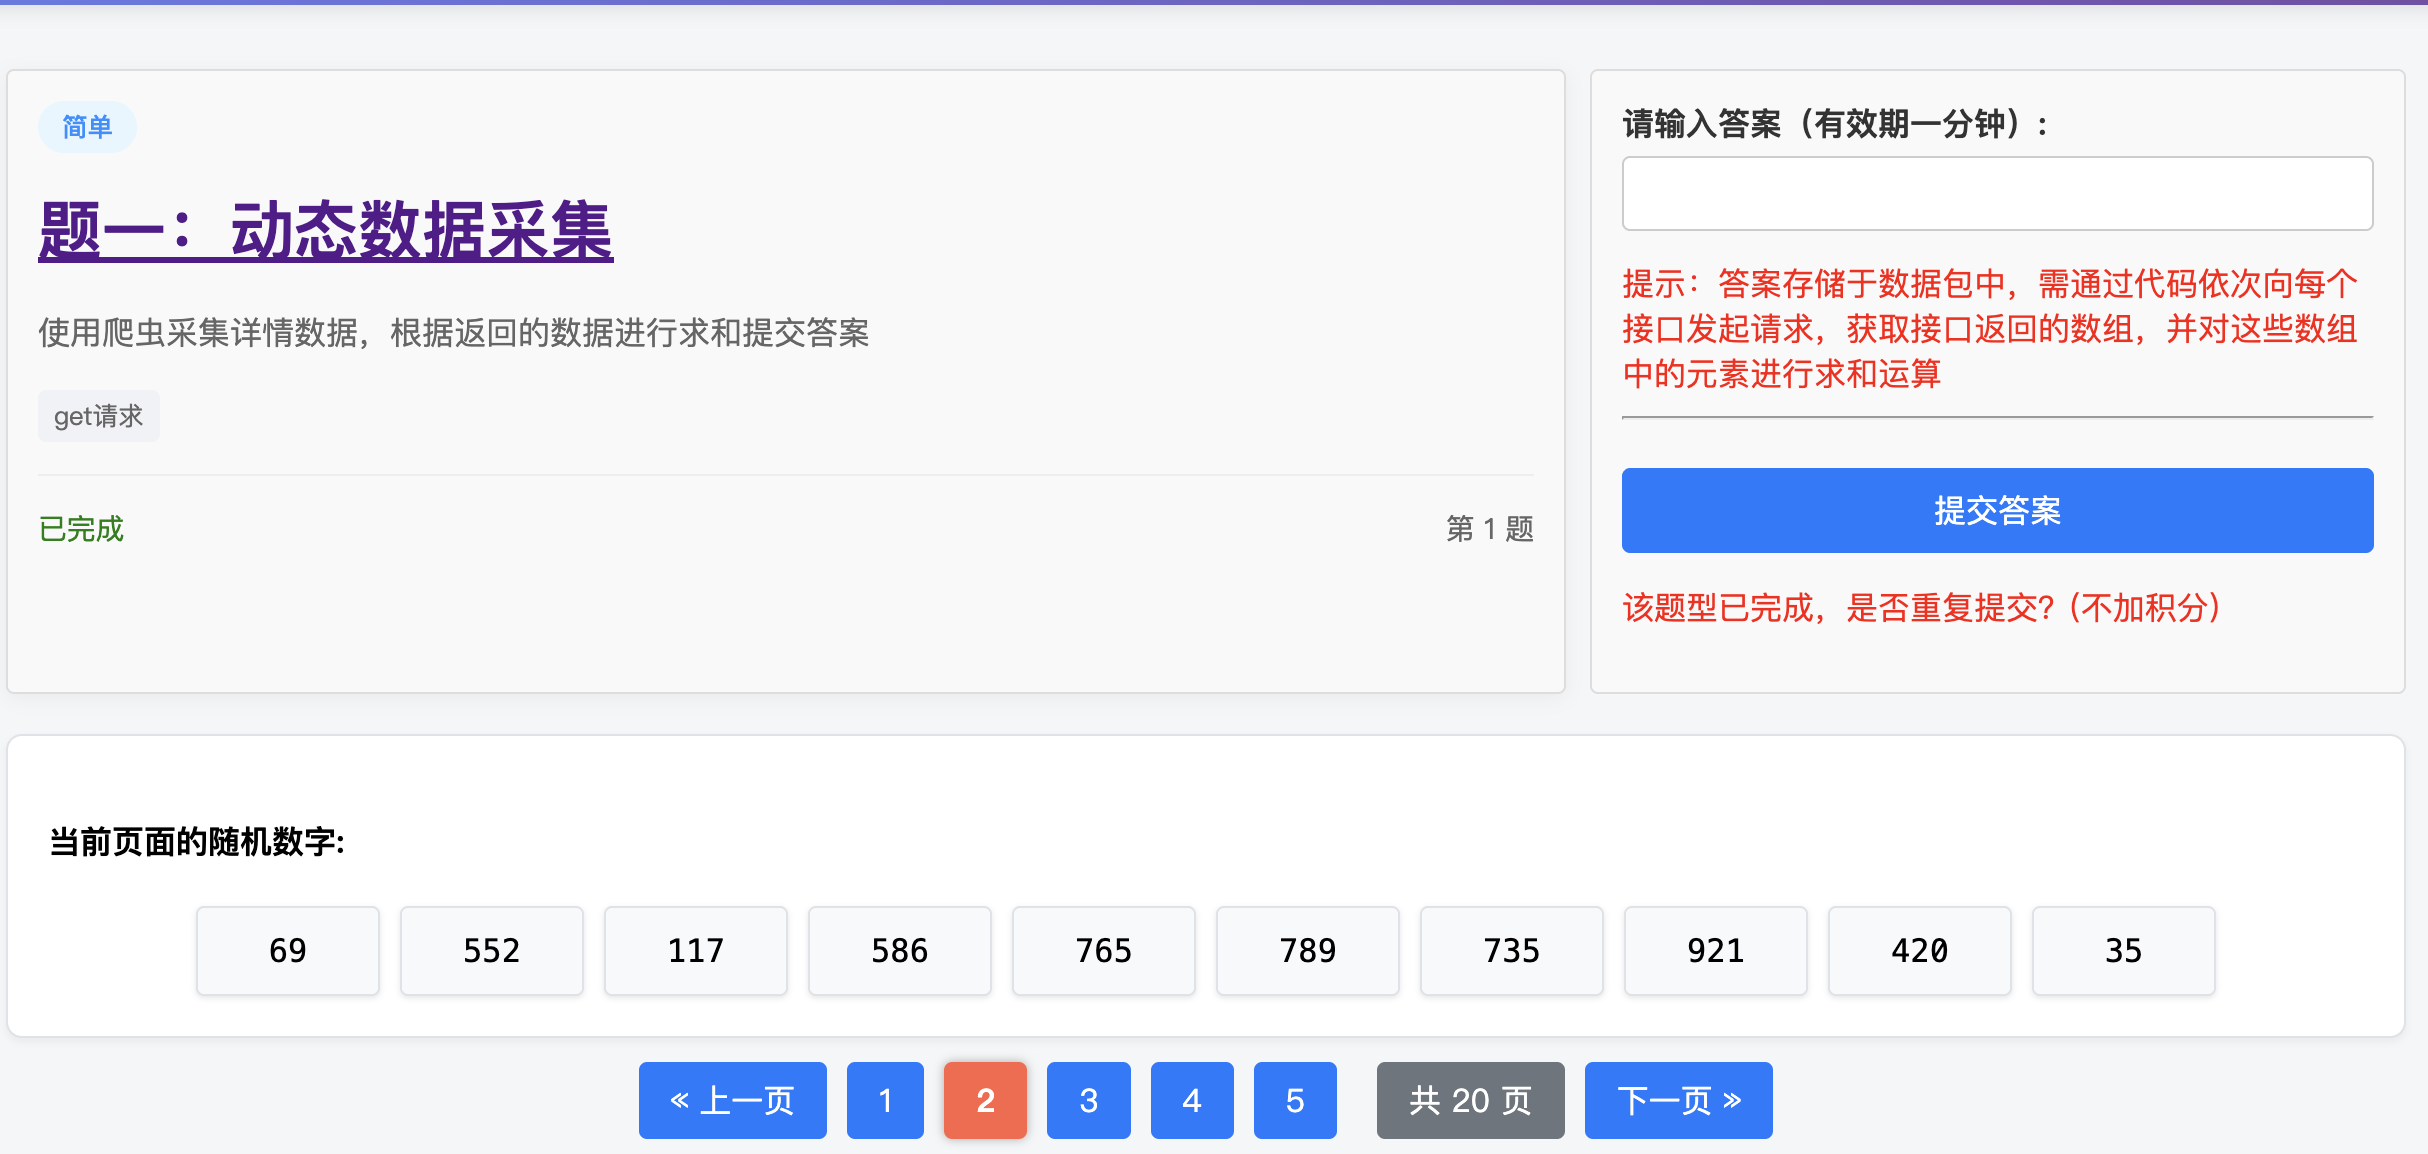 简单
题一：动态数据采集
使用爬虫采集详情数据，根据返回的数据进行求和提交答案
get请求
已完成
第 1 题
请输入答案（有效期一分钟）：
提示：答案存储于数据包中，需通过代码依次向每个
接口发起请求，获取接口返回的数组，并对这些数组
中的元素进行求和运算
提交答案
该题型已完成，是否重复提交？(不加积分)
当前页面的随机数字:
69 552 117 586 765 789 735 921 420 35
« 上一页 1 2 3 4 5 共 20 页 下一页 »